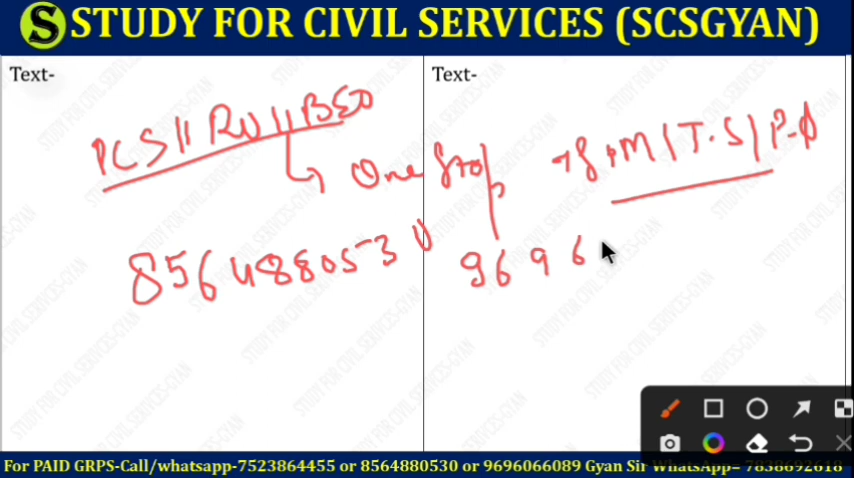 S STUDY FOR CIVIL SERVICES (SCSGYAN)
Text- Text-
PCS||RO||BEO
One Stop
M|T.S|P-
8564880530 9696
For PAID GRPS-Call/whatsapp-7523864455 or 8564880530 or 9696066089 Gyan Sir WhatsApp= 7838692618